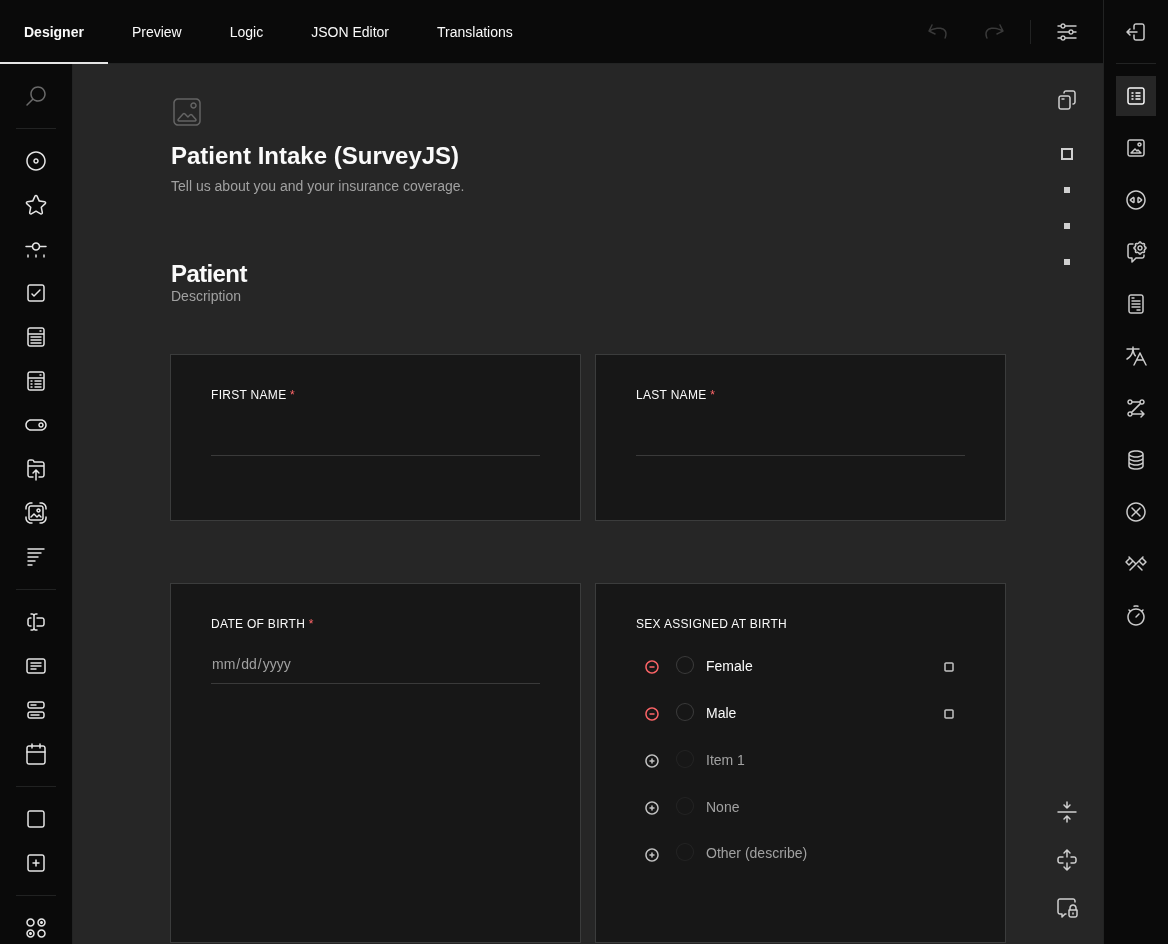 Designer
Preview
Logic
JSON Editor
Translations
Patient Intake (SurveyJS)
Tell us about you and your insurance coverage.
Patient
Description
FIRST NAME *
LAST NAME *
DATE OF BIRTH *
mm/dd/yyyy
SEX ASSIGNED AT BIRTH
Female
Male
Item 1
None
Other (describe)